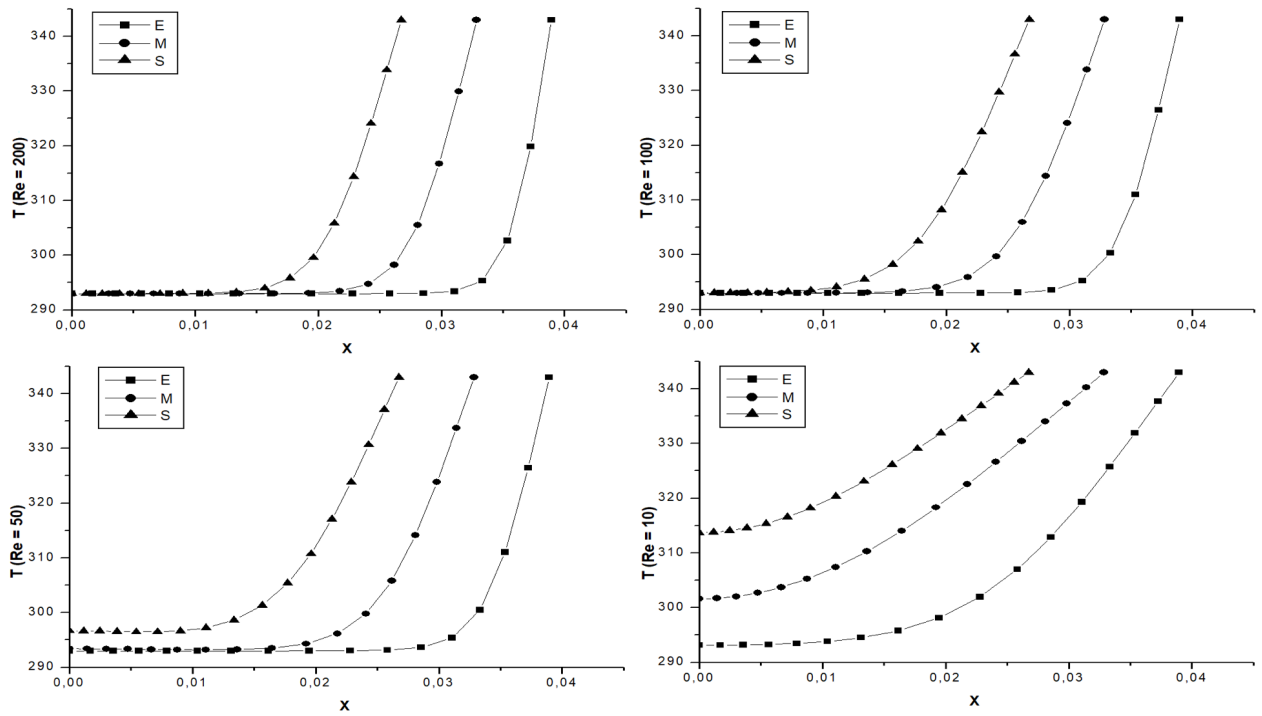 T (Re = 200)
340
330
320
310
300
290
E
M
S
0,00
0,01
0,02
0,03
0,04
X
T (Re = 100)
340
330
320
310
300
290
E
M
S
0,00
0,01
0,02
0,03
0,04
X
T (Re = 50)
340
330
320
310
300
290
E
M
S
0,00
0,01
0,02
0,03
0,04
X
T (Re = 10)
340
330
320
310
300
290
E
M
S
0,00
0,01
0,02
0,03
0,04
X